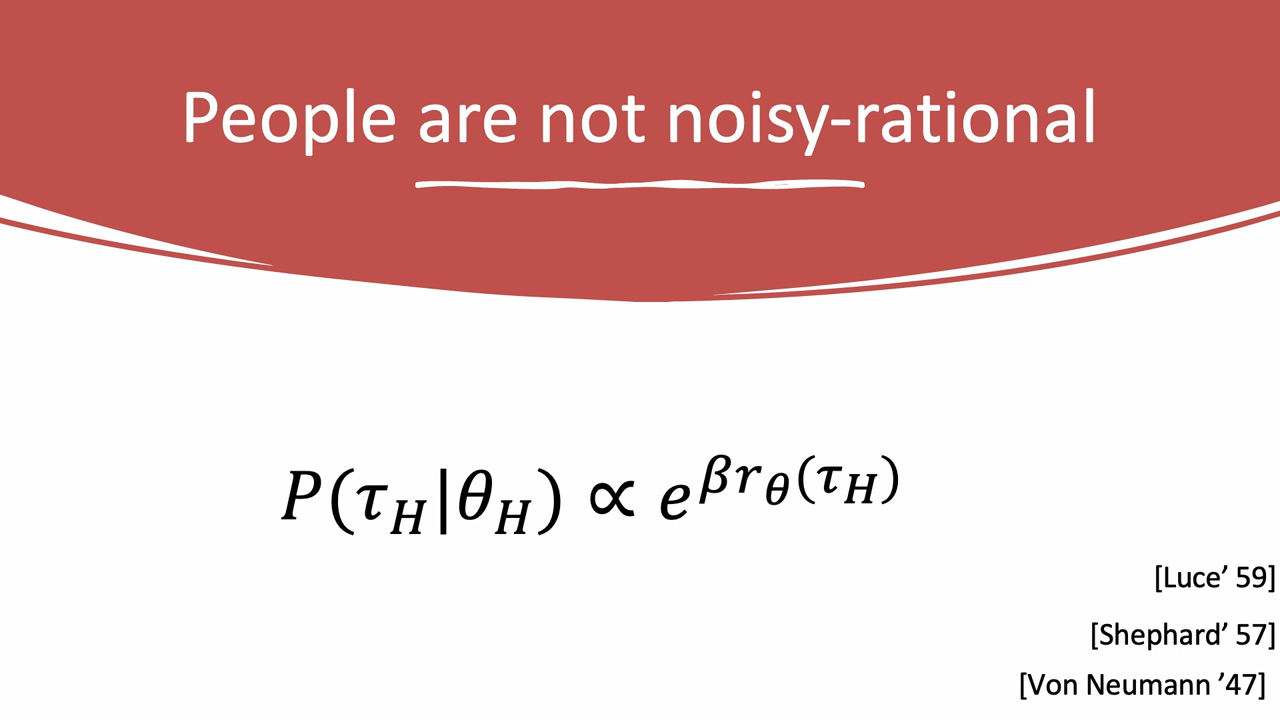 People are not noisy-rational
P(τ_H|θ_H) ∝ e^{βr_θ(τ_H)}
[Luce’ 59]
[Shephard’ 57]
[Von Neumann ’47]